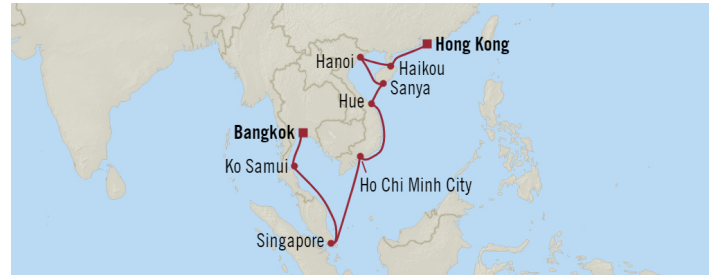 Hong Kong
Hanoi
Haikou
Sanya
Hue
Bangkok
Ko Samui
Ho Chi Minh City
Singapore